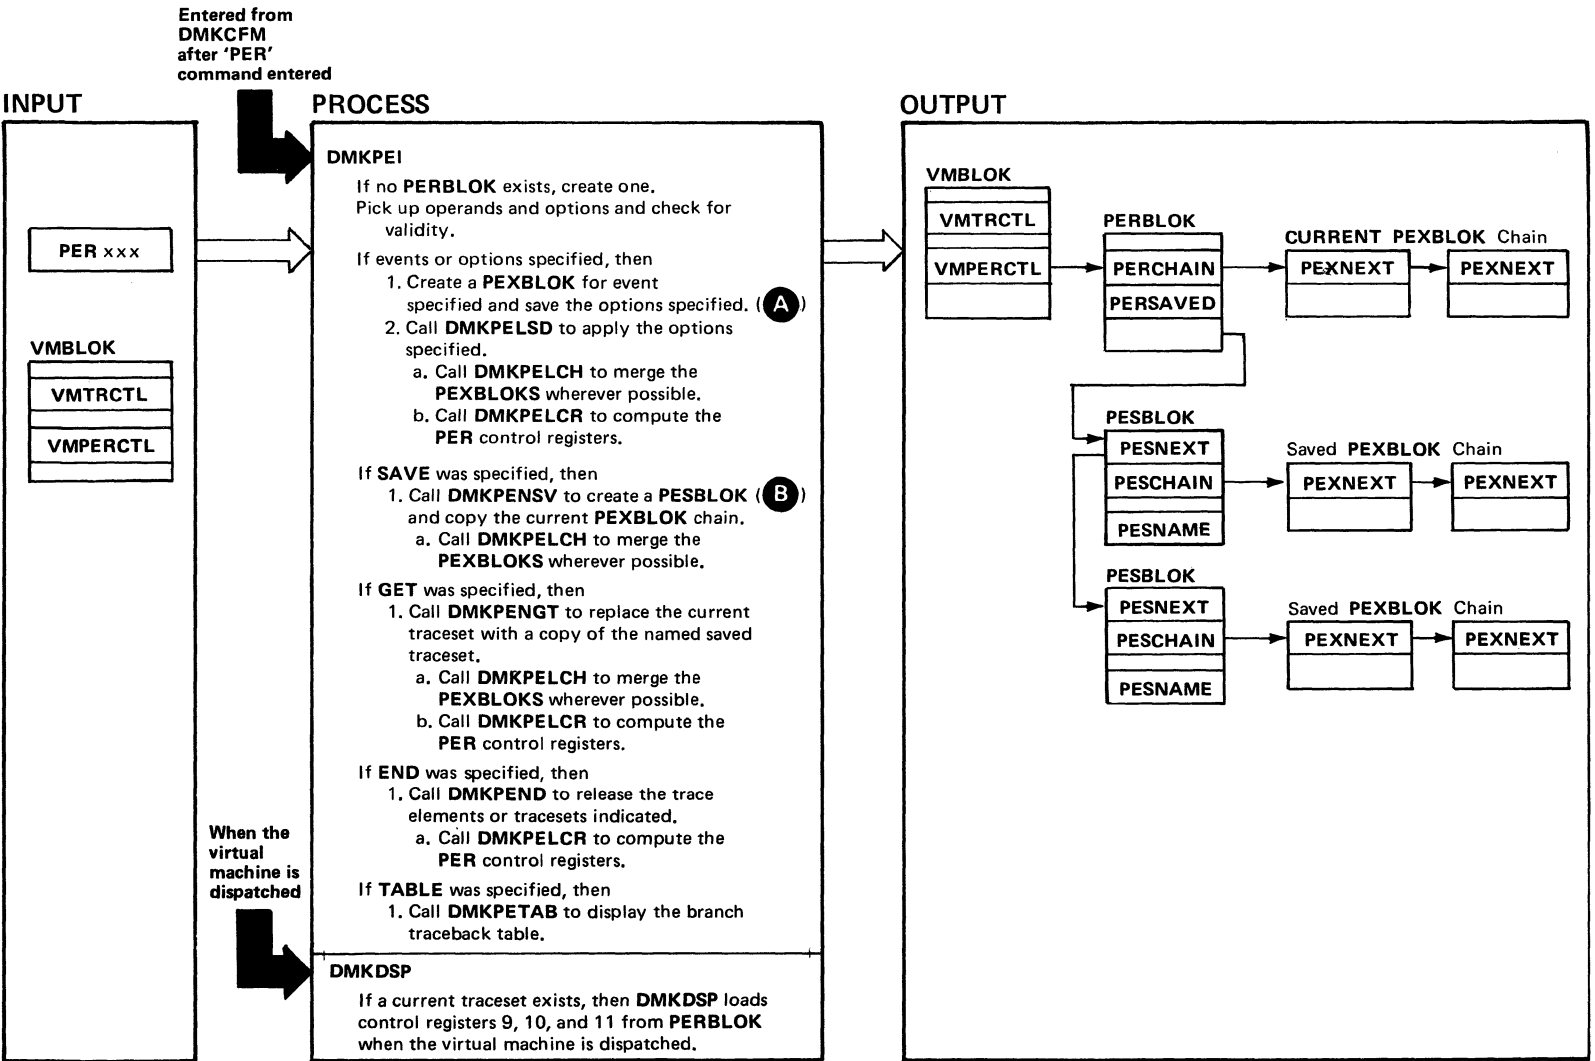 Entered from
DMKCFM
after 'PER'
command entered
INPUT
PROCESS
OUTPUT
PER xxx
VMBLOK
VMTRCTL
VMPERCTL
DMKPEI
If no PERBLOK exists, create one.
Pick up operands and options and check for
validity.
If events or options specified, then
1. Create a PEXBLOK for event
specified and save the options specified. (A)
2. Call DMKPELSD to apply the options
specified.
a. Call DMKPELCH to merge the
PEXBLOKS wherever possible.
b. Call DMKPELCR to compute the
PER control registers.
If SAVE was specified, then
1. Call DMKPENSV to create a PESBLOK (B)
and copy the current PEXBLOK chain.
a. Call DMKPELCH to merge the
PEXBLOKS wherever possible.
If GET was specified, then
1. Call DMKPENGT to replace the current
traceset with a copy of the named saved
traceset.
a. Call DMKPELCH to merge the
PEXBLOKS wherever possible.
b. Call DMKPELCR to compute the
PER control registers.
If END was specified, then
1. Call DMKPEND to release the trace
elements or tracesets indicated.
a. Call DMKPELCR to compute the
PER control registers.
If TABLE was specified, then
1. Call DMKPETAB to display the branch
traceback table.
When the
virtual
machine is
dispatched
DMKDSP
If a current traceset exists, then DMKDSP loads
control registers 9, 10, and 11 from PERBLOK
when the virtual machine is dispatched.
VMBLOK
VMTRCTL
VMPERCTL
PERBLOK
PERCHAIN
PERSAVED
CURRENT PEXBLOK Chain
PEXNEXT
PEXNEXT
PESBLOK
PESNEXT
PESCHAIN
PESNAME
Saved PEXBLOK Chain
PEXNEXT
PEXNEXT
PESBLOK
PESNEXT
PESCHAIN
PESNAME
Saved PEXBLOK Chain
PEXNEXT
PEXNEXT